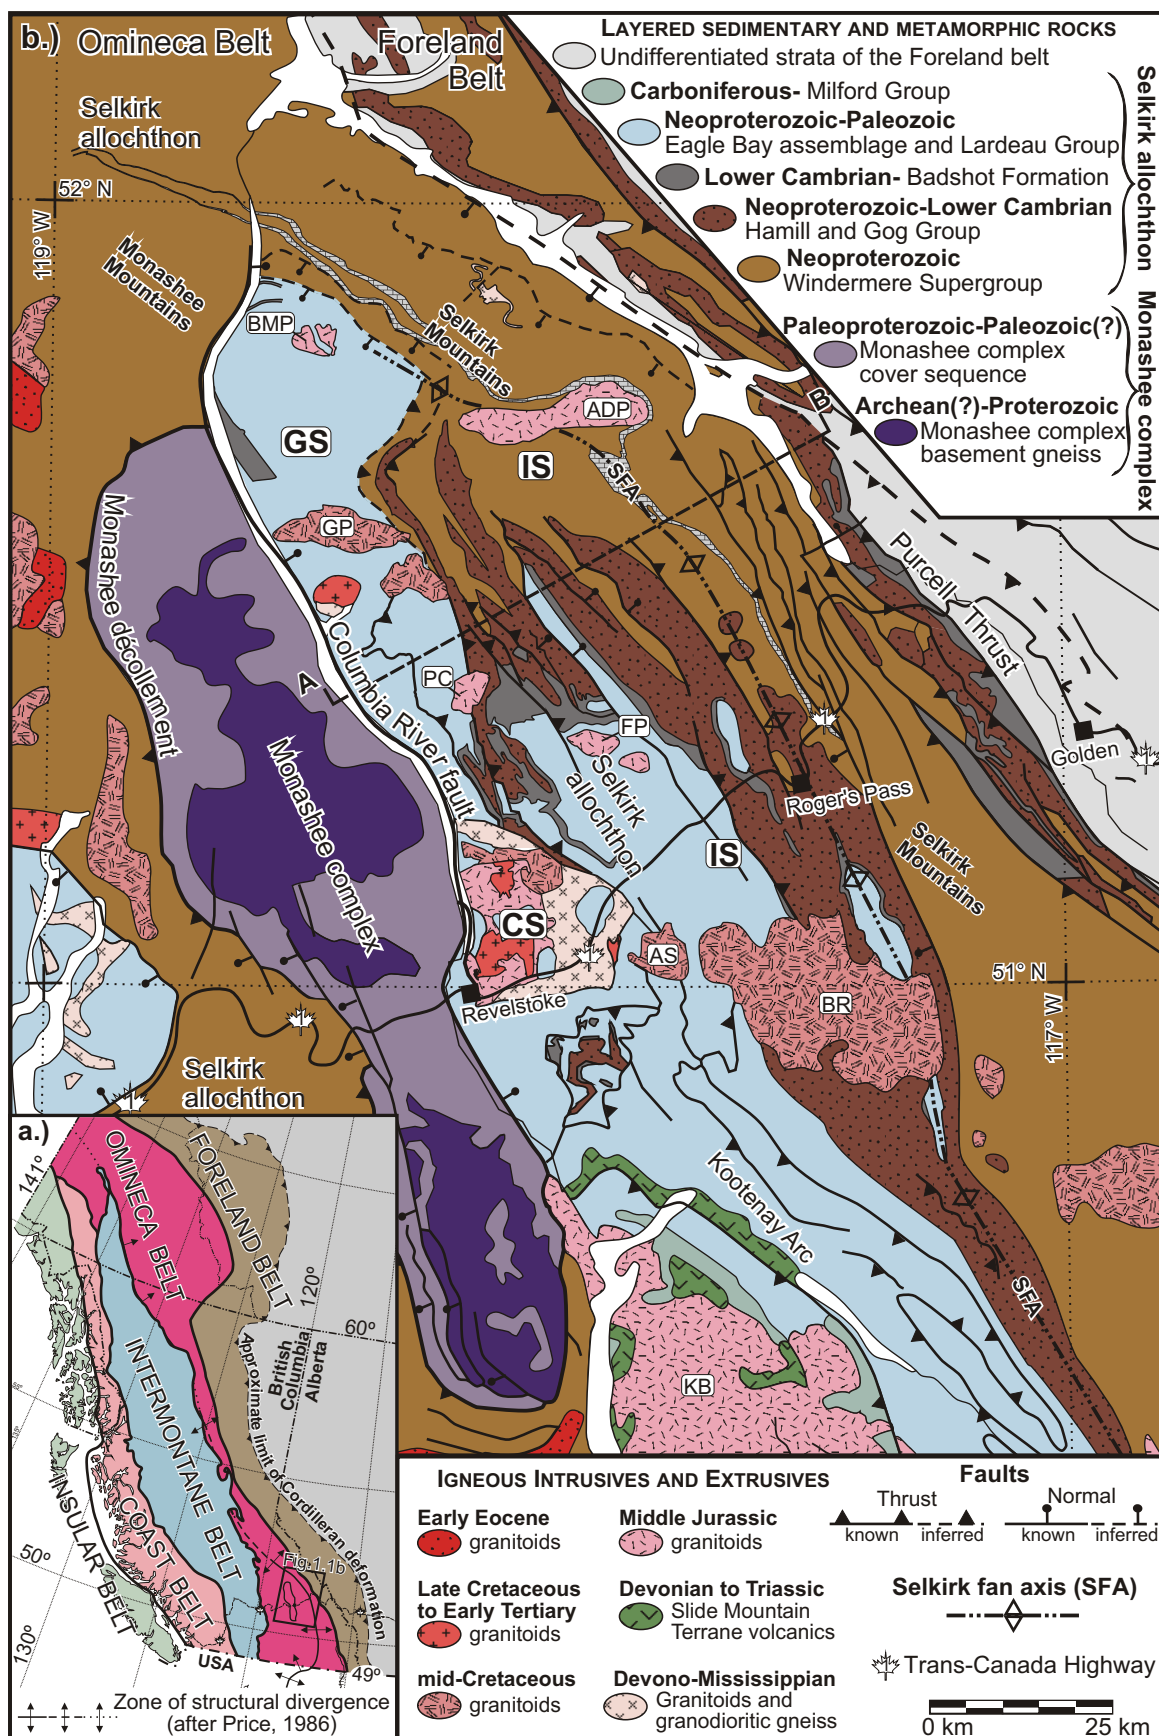 b.)
Omineca Belt
Foreland
Belt
Selkirk
allochthon
52° N
119° W
Monashee
Mountains
BMP
Selkirk
Mountains
ADP
GS
IS
SFA
B
GP
Monashee décollement
Columbia River fault
A
PC
FP
Purcell Thrust
Golden
1
Monashee complex
Selkirk
allochthon
Roger's Pass
1
IS
Selkirk
Mountains
CS
1
AS
BR
51° N
117° W
Revelstoke
1
1
Selkirk
allochthon
Kootenay Arc
SFA
KB
LAYERED SEDIMENTARY AND METAMORPHIC ROCKS
Undifferentiated strata of the Foreland belt
Carboniferous- Milford Group
Neoproterozoic-Paleozoic
Eagle Bay assemblage and Lardeau Group
Lower Cambrian- Badshot Formation
Neoproterozoic-Lower Cambrian
Hamill and Gog Group
Neoproterozoic
Windermere Supergroup
Selkirk allochthon
Paleoproterozoic-Paleozoic(?)
Monashee complex
cover sequence
Archean(?)-Proterozoic
Monashee complex
basement gneiss
Monashee complex
a.)
141°
OMINECA BELT
FORELAND BELT
120°
60°
INTERMONTANE BELT
British
Columbia
Alberta
Approximate limit of Cordilleran deformation
INSULAR BELT
COAST BELT
Fig.1.1b
50°
130°
USA
49°
Zone of structural divergence
(after Price, 1986)
IGNEOUS INTRUSIVES AND EXTRUSIVES
Early Eocene
granitoids
Late Cretaceous
to Early Tertiary
granitoids
mid-Cretaceous
granitoids
Middle Jurassic
granitoids
Devonian to Triassic
Slide Mountain
Terrane volcanics
Devono-Mississippian
Granitoids and
granodioritic gneiss
Faults
Thrust
Normal
known inferred
known inferred
Selkirk fan axis (SFA)
1 Trans-Canada Highway
0 km 25 km